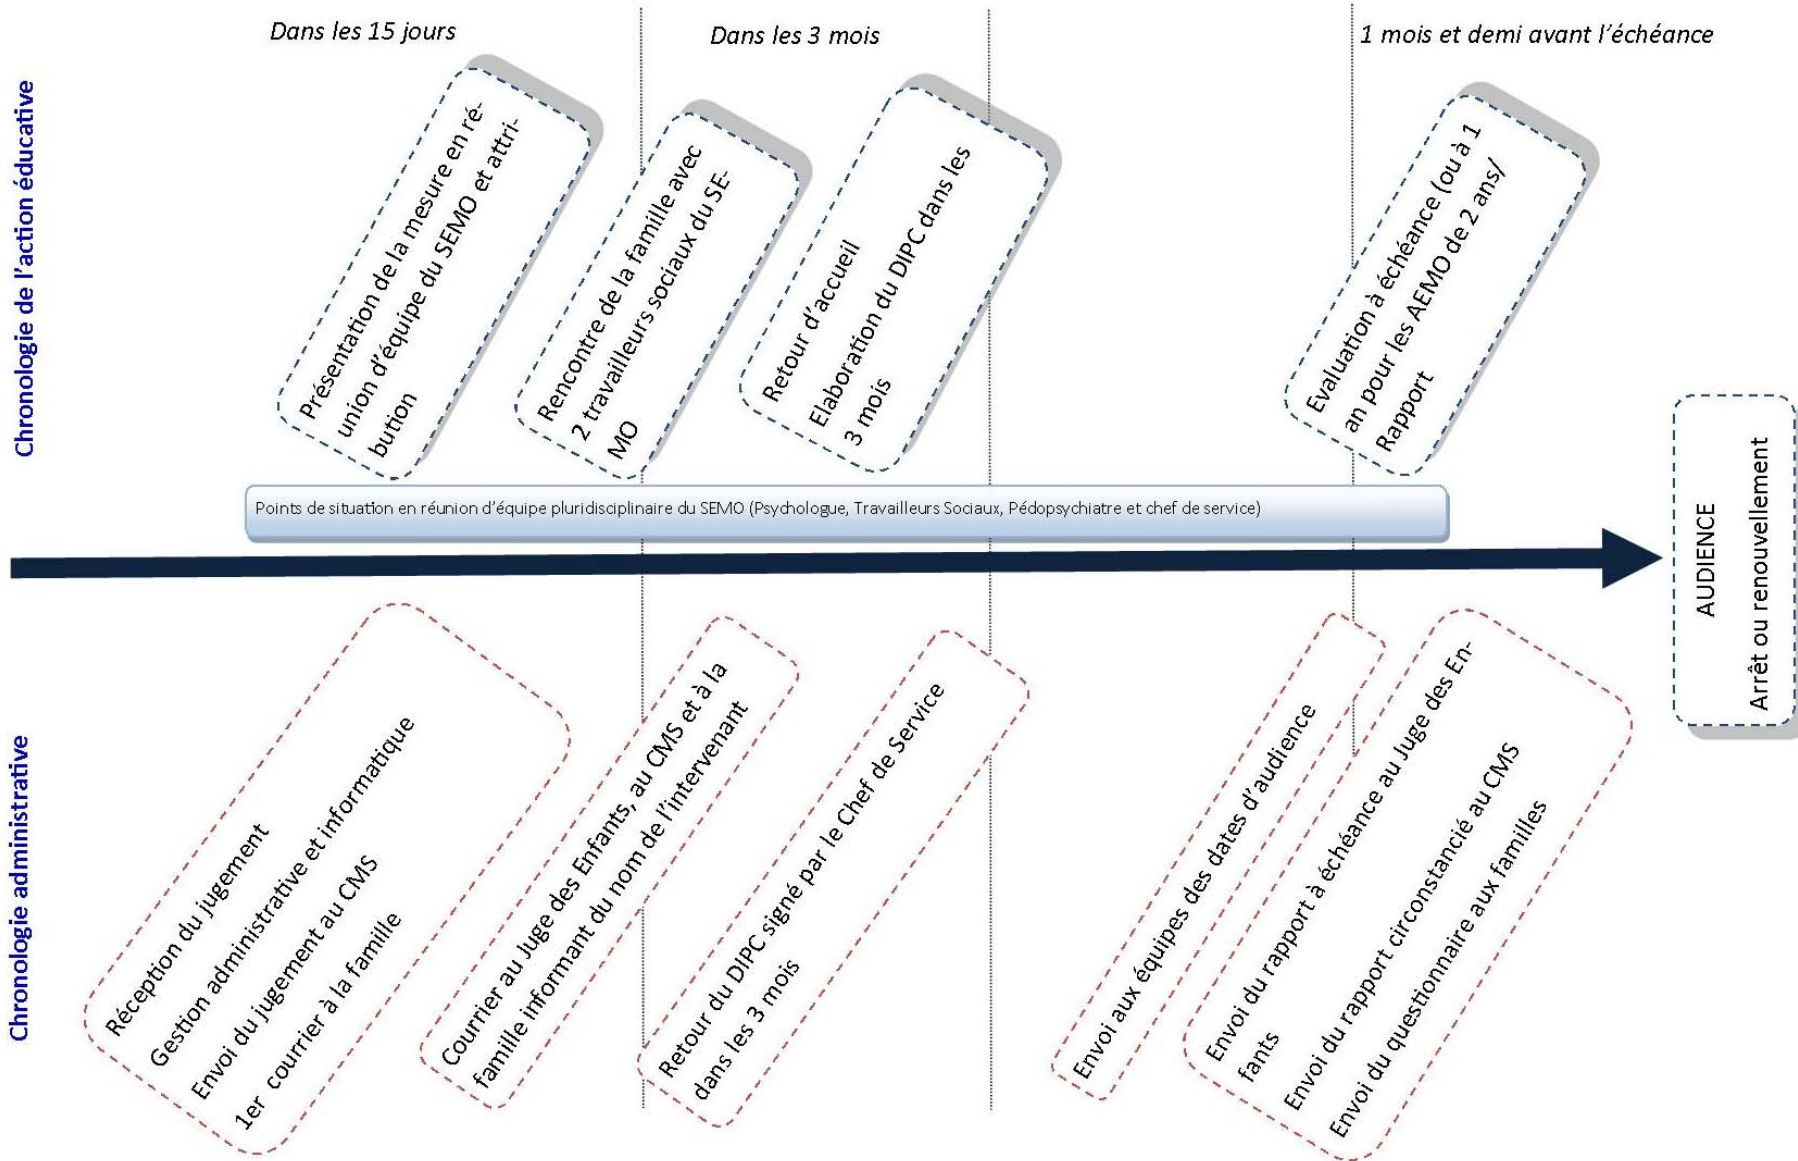 Dans les 15 jours
Dans les 3 mois
1 mois et demi avant l'échéance
Chronologie de l'action éducative
Présentation de la mesure en ré-
union d'équipe du SEMO et attri-
bution
Rencontre de la famille avec
2 travailleurs sociaux du SE-
MO
Retour d'accueil
Elaboration du DIPC dans les
3 mois
Evaluation à échéance (ou à 1
an pour les AEMO de 2 ans/
Rapport
Points de situation en réunion d'équipe pluridisciplinaire du SEMO (Psychologue, Travailleurs Sociaux, Pédopsychiatre et chef de service)
AUDIENCE
Arrêt ou renouvellement
Chronologie administrative
Réception du jugement
Gestion administrative et informatique
Envoi du jugement au CMS
1er courrier à la famille
Courrier au Juge des Enfants, au CMS et à la
famille informant du nom de l'intervenant
Retour du DIPC signé par le Chef de Service
dans les 3 mois
Envoi aux équipes des dates d'audience
Envoi du rapport à échéance au Juge des En-
fants
Envoi du rapport circonstancié au CMS
Envoi du questionnaire aux familles